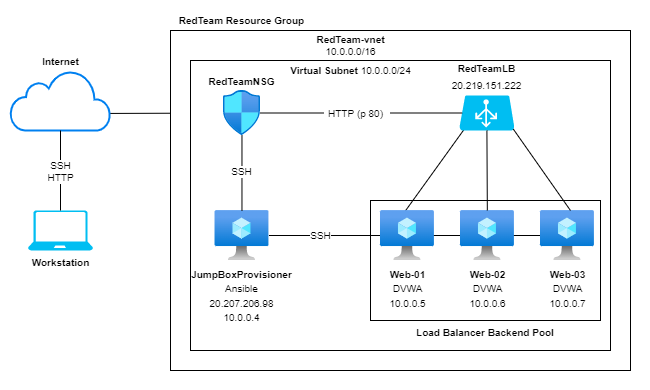 RedTeam Resource Group
RedTeam-vnet
10.0.0.0/16
Internet
Virtual Subnet 10.0.0.0/24
RedTeamLB
RedTeamNSG
20.219.151.222
HTTP (p 80)
SSH
HTTP
SSH
SSH
Workstation
JumpBoxProvisioner
Ansible
20.207.206.98
10.0.0.4
Web-01
DVWA
10.0.0.5
Web-02
DVWA
10.0.0.6
Web-03
DVWA
10.0.0.7
Load Balancer Backend Pool